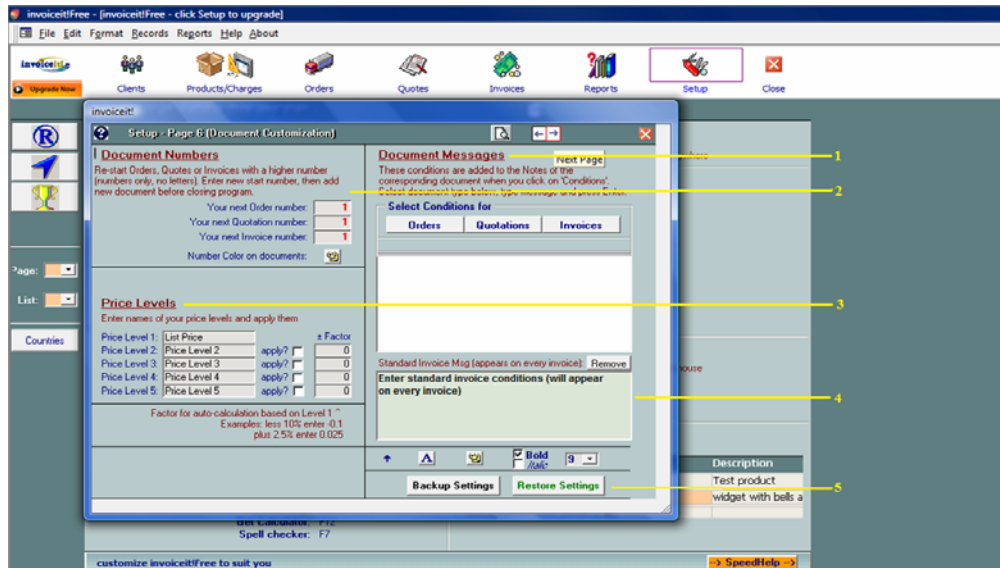 invoiceit!Free - [invoiceit!Free - click Setup to upgrade]
File Edit Format Records Reports Help About
invoiceit!
Upgrade Now
Clients
Products/Charges
Orders
Quotes
Invoices
Reports
Setup
Close
invoiceit!
Setup - Page 6 (Document Customization)
Document Numbers
Re-start Orders, Quotes or Invoices with a higher number
(numbers only, no letters). Enter new start number, then add
new document before closing program.
Your next Order number: 1
Your next Quotation number: 1
Your next Invoice number: 1
Number Color on documents:
Price Levels
Enter names of your price levels and apply them
± Factor
Price Level 1: List Price
Price Level 2: Price Level 2 apply? 0
Price Level 3: Price Level 3 apply? 0
Price Level 4: Price Level 4 apply? 0
Price Level 5: Price Level 5 apply? 0
Factor for auto-calculation based on Level 1 ^
Examples: less 10% enter -0.1
plus 2.5% enter 0.025
Document Messages
Next Page
These conditions are added to the Notes of the
corresponding document when you click on 'Conditions'.
Select document type below, type message and press Enter.
Select Conditions for
Orders Quotations Invoices
Standard Invoice Msg (appears on every invoice): Remove
Enter standard invoice conditions (will appear
on every invoice)
A Bold 9
Italic
Backup Settings Restore Settings
1
2
3
4
5
R
Page:
List:
Countries
Description
Test product
widget with bells a
Get Calculator: F12
Spell checker: F7
customize invoiceit!Free to suit you
--> SpeedHelp -->